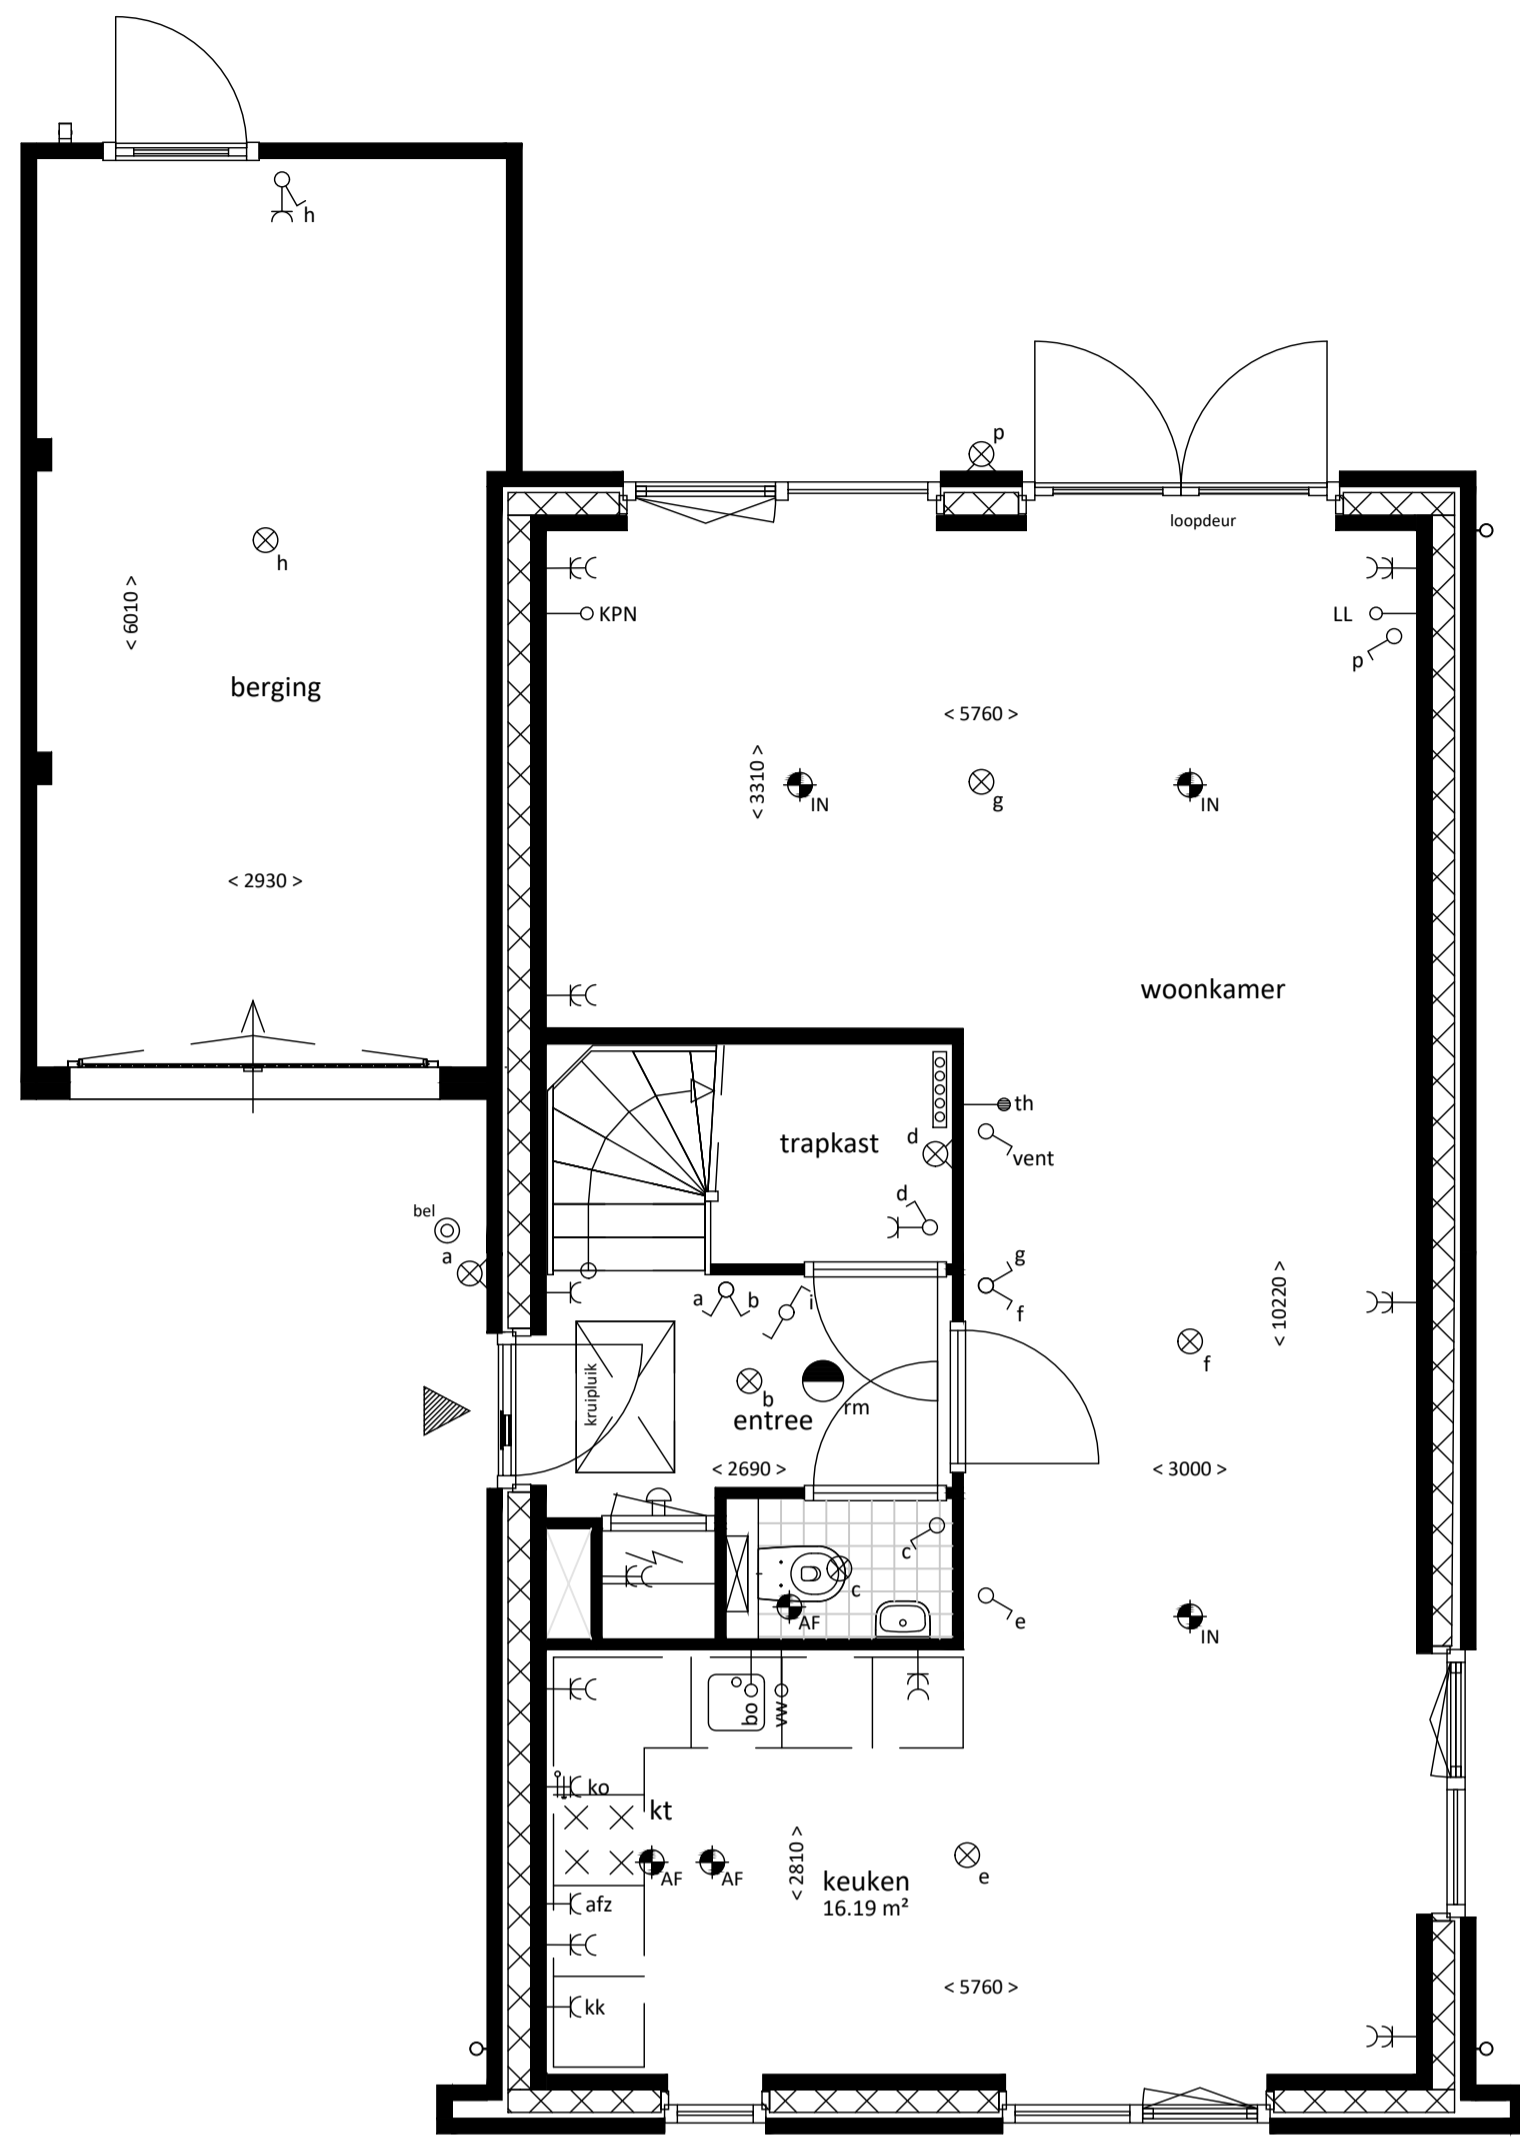 h
p
loopdeur
h
< 6010 >
KPN
LL
p
berging
< 5760 >
< 3310 >
IN
g
IN
< 2930 >
woonkamer
th
trapkast
d
vent
d
bel
a
g
a
b
i
f
< 10220 >
f
kruipluik
b
rm
entree
< 2690 >
< 3000 >
c
c
e
AF
IN
bo
vw
ko
kt
AF
AF
< 2810 >
keuken
e
16.19 m²
afz
< 5760 >
kk